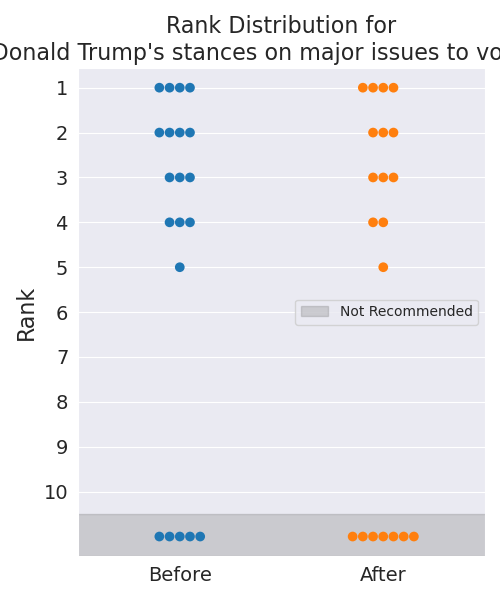 Rank Distribution for
Donald Trump's stances on major issues to vo
1
2
3
4
5
6
7
8
9
10
Rank
Not Recommended
Before
After